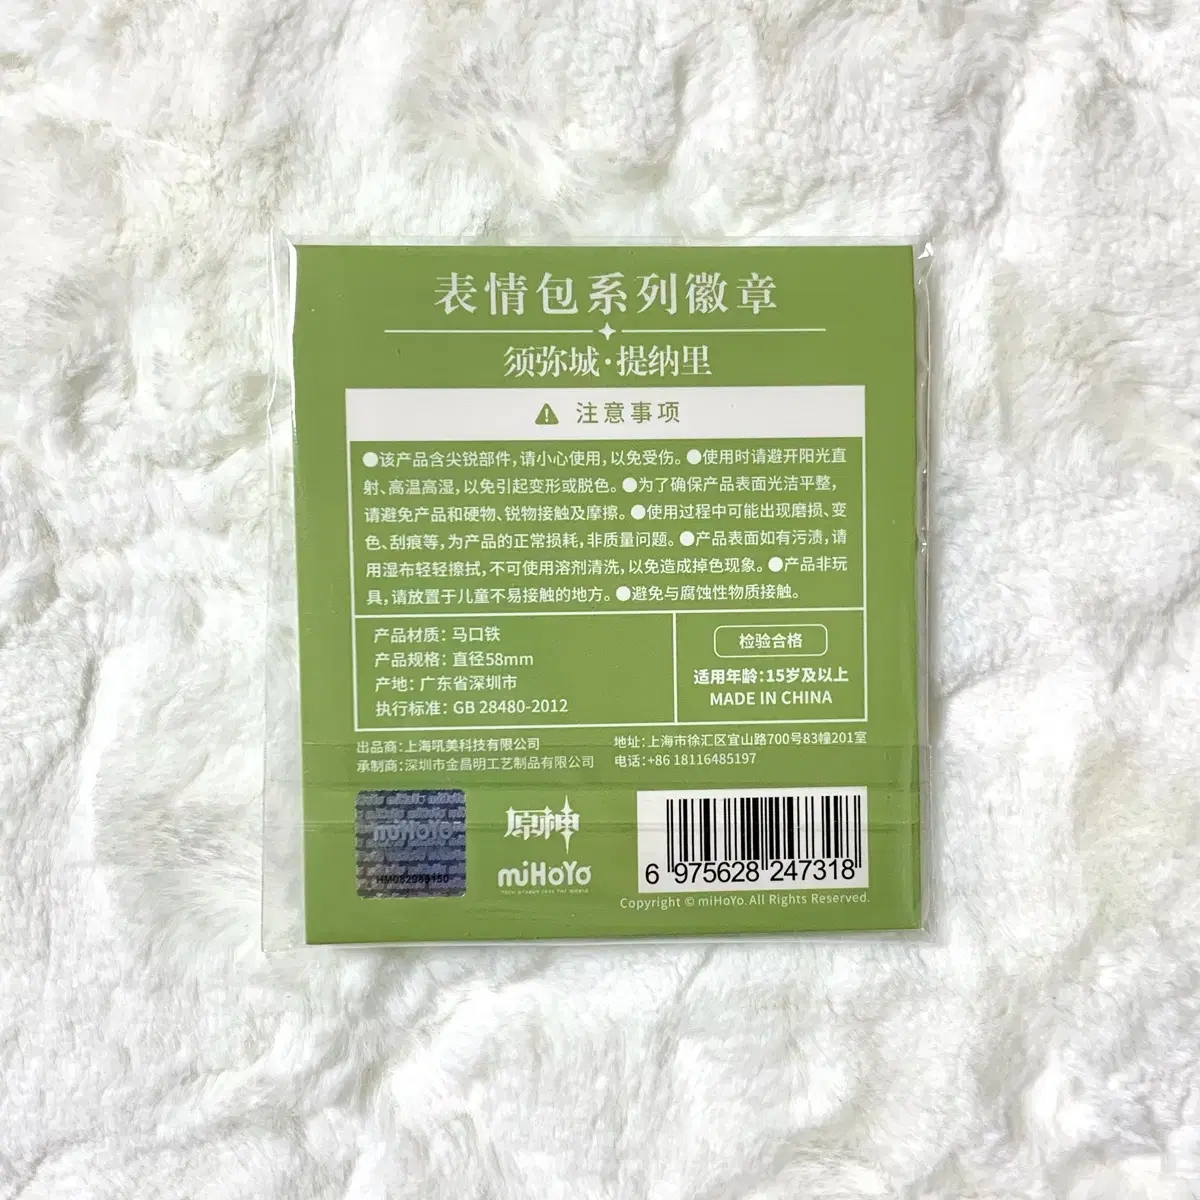 表情包系列徽章
须弥城·提纳里
注意事项
●该产品含尖锐部件,请小心使用,以免受伤。●使用时请避开阳光直
射、高温高湿,以免引起变形或脱色。●为了确保产品表面光洁平整,
请避免产品和硬物、锐物接触及摩擦。●使用过程中可能出现磨损、变
色、刮痕等,为产品的正常损耗,非质量问题。●产品表面如有污渍,请
用湿布轻轻擦拭,不可使用溶剂清洗,以免造成掉色现象。●产品非玩
具,请放置于儿童不易接触的地方。●避免与腐蚀性物质接触。
产品材质：马口铁
产品规格：直径58mm
产地：广东省深圳市
执行标准：GB 28480-2012
检验合格
适用年龄:15岁及以上
MADE IN CHINA
出品商:上海吼美科技有限公司
承制商:深圳市金昌明工艺制品有限公司
地址:上海市徐汇区宜山路700号83幢201室
电话:+86 18116485197
miHoYo
原神
miHoYo
TECH OTAKUS SAVE THE WORLD
6 975628 247318
Copyright © miHoYo. All Rights Reserved.